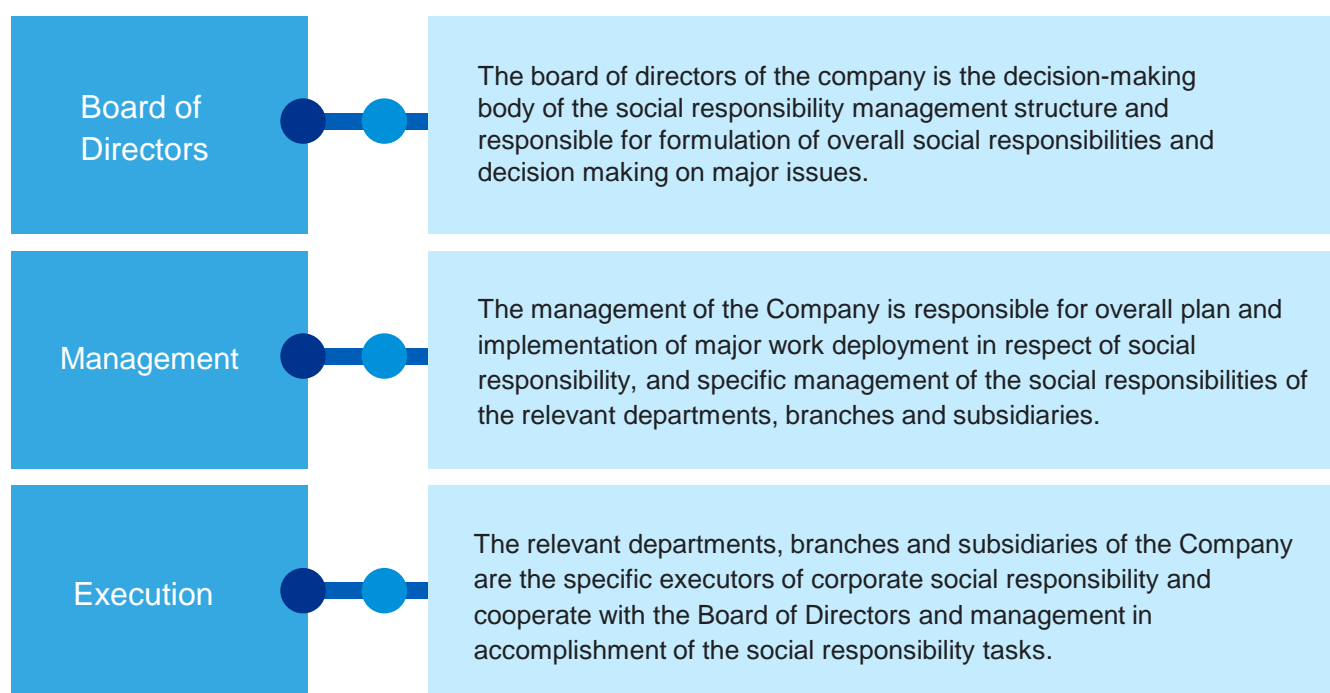 Board of
Directors
The board of directors of the company is the decision-making
body of the social responsibility management structure and
responsible for formulation of overall social responsibilities and
decision making on major issues.
Management
The management of the Company is responsible for overall plan and
implementation of major work deployment in respect of social
responsibility, and specific management of the social responsibilities of
the relevant departments, branches and subsidiaries.
Execution
The relevant departments, branches and subsidiaries of the Company
are the specific executors of corporate social responsibility and
cooperate with the Board of Directors and management in
accomplishment of the social responsibility tasks.